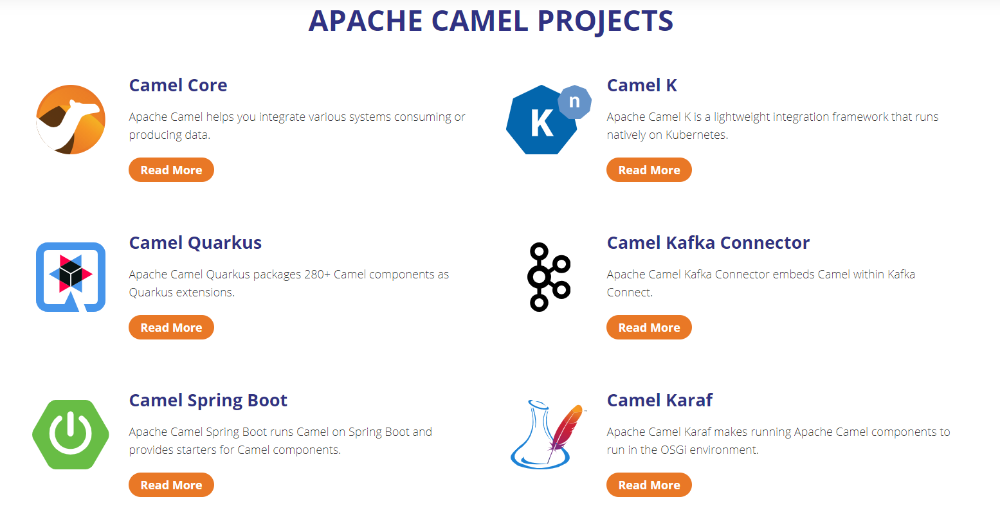 APACHE CAMEL PROJECTS
Camel Core
Apache Camel helps you integrate various systems consuming or
producing data.
Read More
K
n
Camel K
Apache Camel K is a lightweight integration framework that runs
natively on Kubernetes.
Read More
Camel Quarkus
Apache Camel Quarkus packages 280+ Camel components as
Quarkus extensions.
Read More
Camel Kafka Connector
Apache Camel Kafka Connector embeds Camel within Kafka
Connect.
Read More
Camel Spring Boot
Apache Camel Spring Boot runs Camel on Spring Boot and
provides starters for Camel components.
Read More
Camel Karaf
Apache Camel Karaf makes running Apache Camel components to
run in the OSGi environment.
Read More